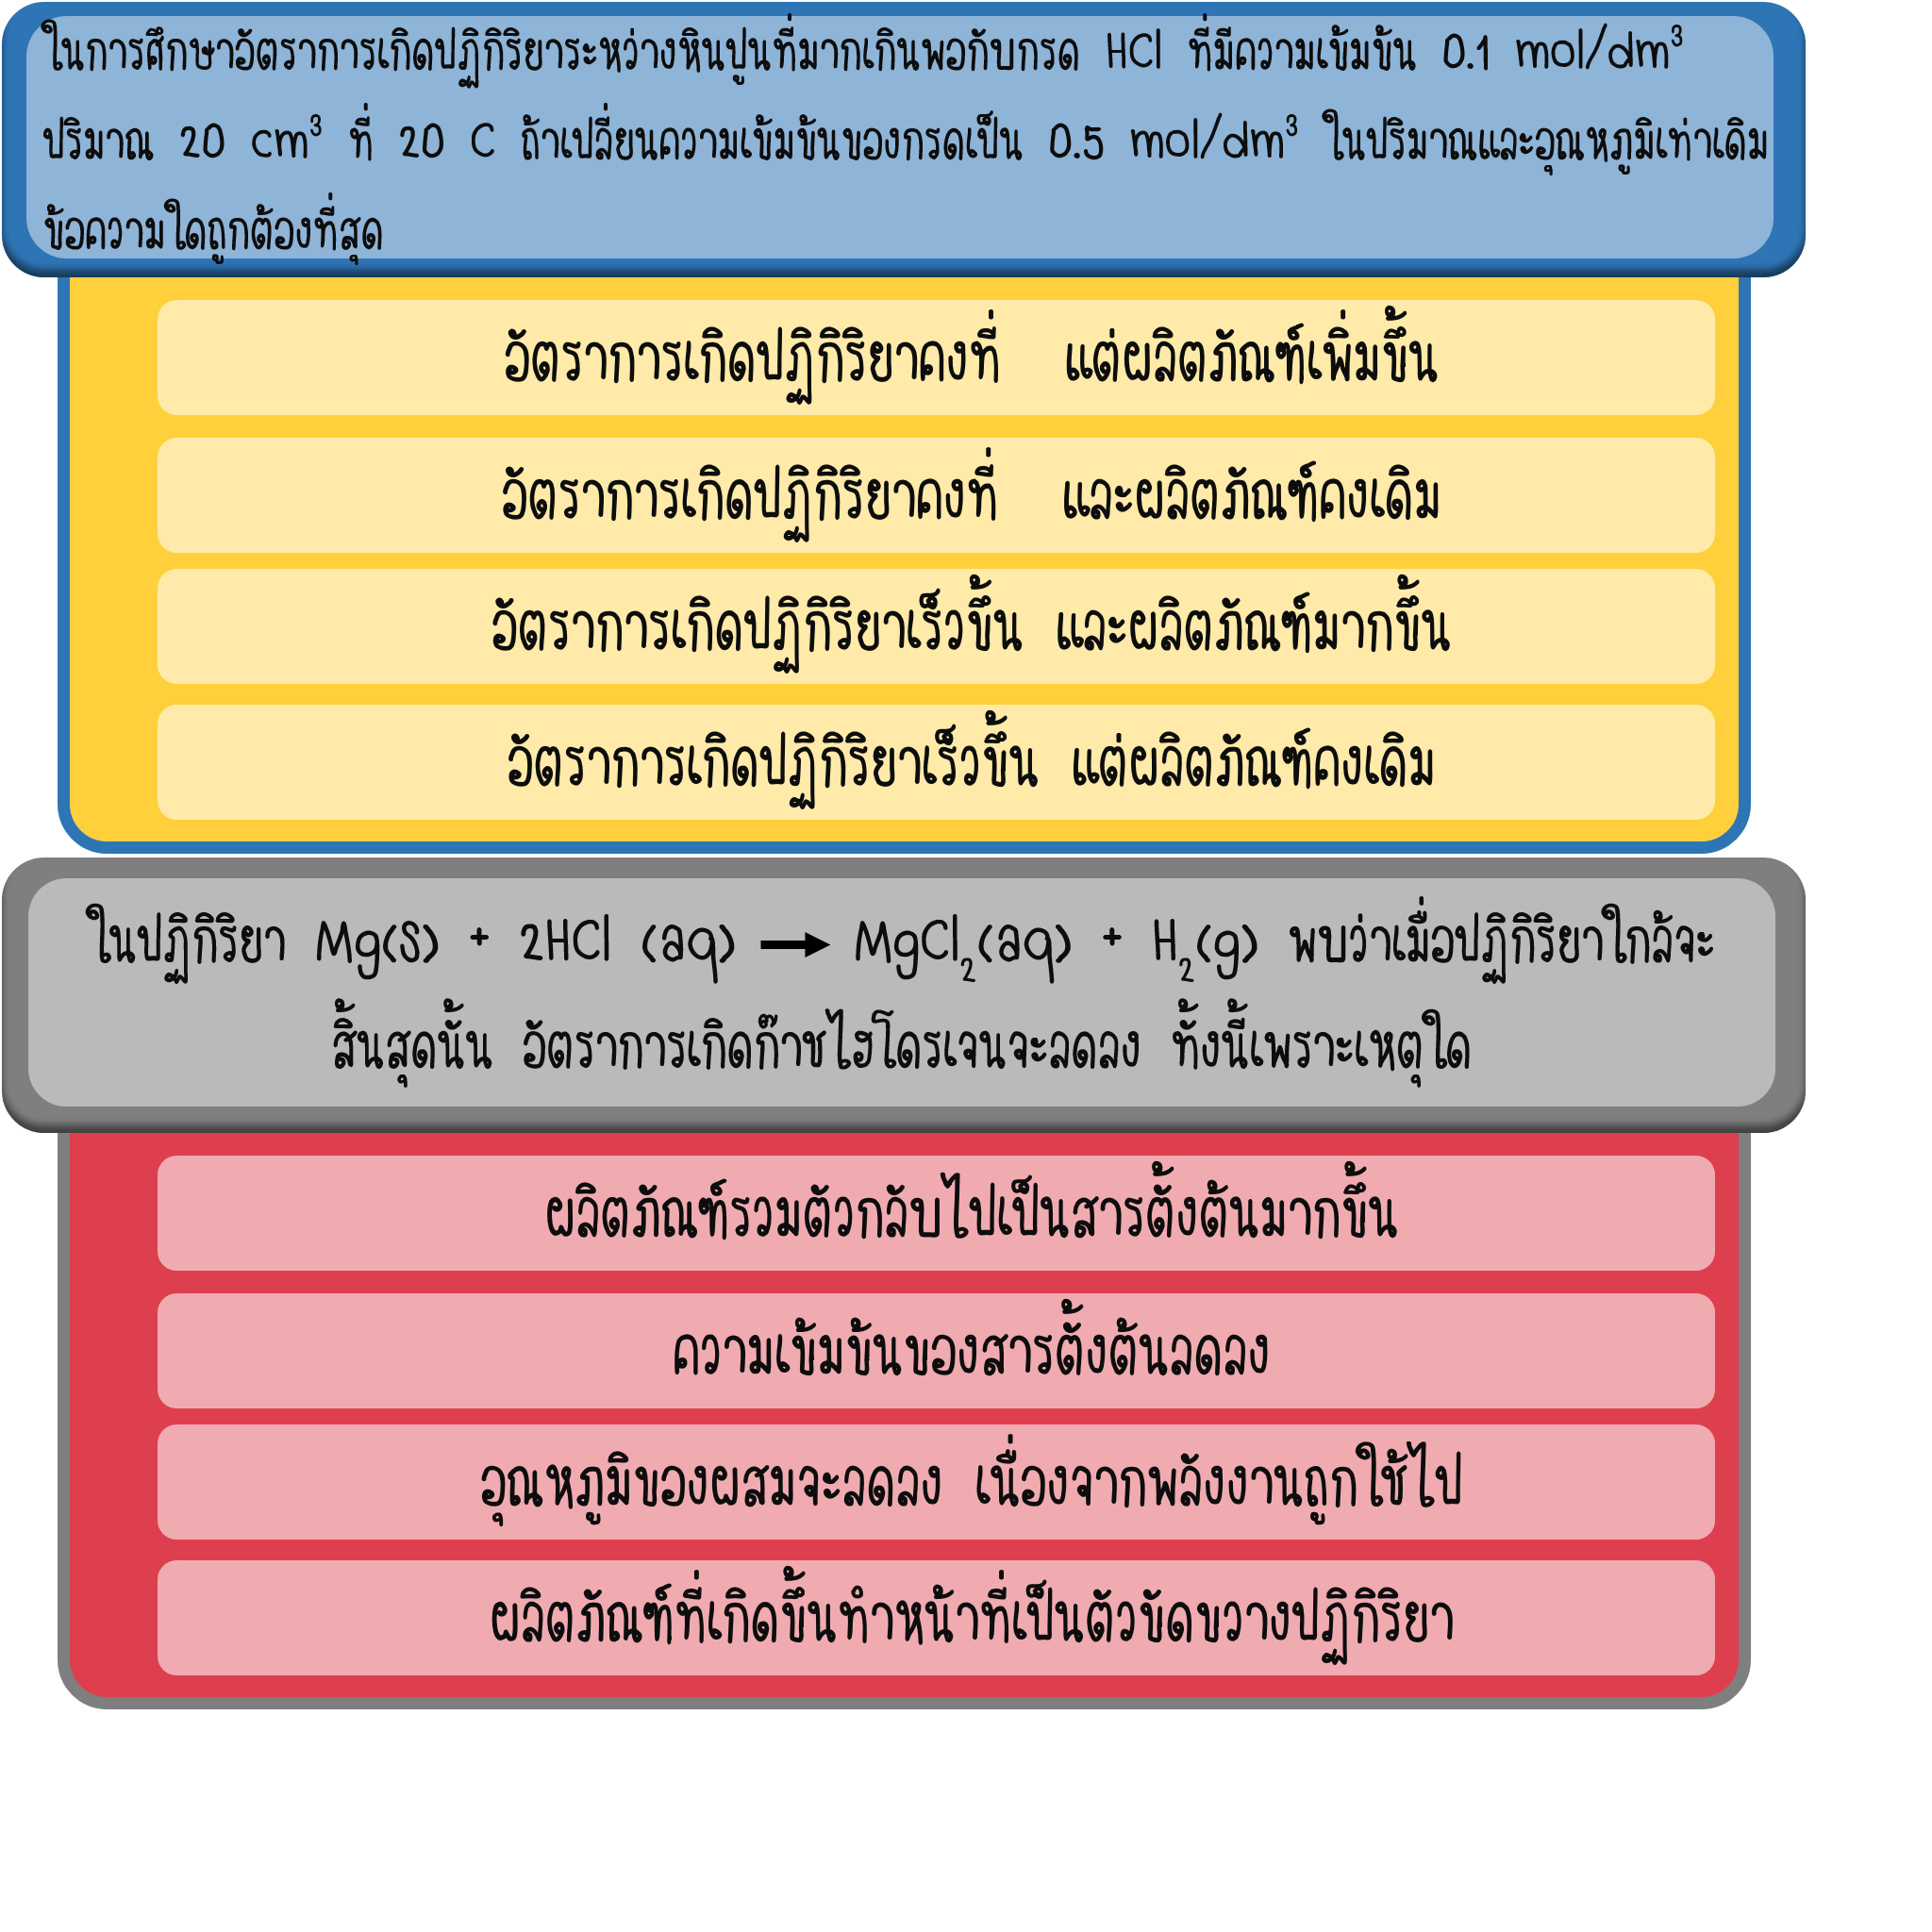 ในการศึกษาอัตราการเกิดปฏิกิริยาระหว่างหินปูนที่มากเกินพอกับกรด HCl ที่มีความเข้มข้น 0.1 mol/dm³
ปริมาณ 20 cm³ ที่ 20 C ถ้าเปลี่ยนความเข้มข้นของกรดเป็น 0.5 mol/dm³ ในปริมาณและอุณหภูมิเท่าเดิม
ข้อความใดถูกต้องที่สุด
อัตราการเกิดปฏิกิริยาคงที่ แต่ผลิตภัณฑ์เพิ่มขึ้น
อัตราการเกิดปฏิกิริยาคงที่ และผลิตภัณฑ์คงเดิม
อัตราการเกิดปฏิกิริยาเร็วขึ้น และผลิตภัณฑ์มากขึ้น
อัตราการเกิดปฏิกิริยาเร็วขึ้น แต่ผลิตภัณฑ์คงเดิม
ในปฏิกิริยา Mg(S) + 2HCl (aq) → MgCl₂(aq) + H₂(g) พบว่าเมื่อปฏิกิริยาใกล้จะ
สิ้นสุดนั้น อัตราการเกิดก๊าซไฮโดรเจนจะลดลง ทั้งนี้เพราะเหตุใด
ผลิตภัณฑ์รวมตัวกลับไปเป็นสารตั้งต้นมากขึ้น
ความเข้มข้นของสารตั้งต้นลดลง
อุณหภูมิของผสมจะลดลง เนื่องจากพลังงานถูกใช้ไป
ผลิตภัณฑ์ที่เกิดขึ้นทำหน้าที่เป็นตัวขัดขวางปฏิกิริยา